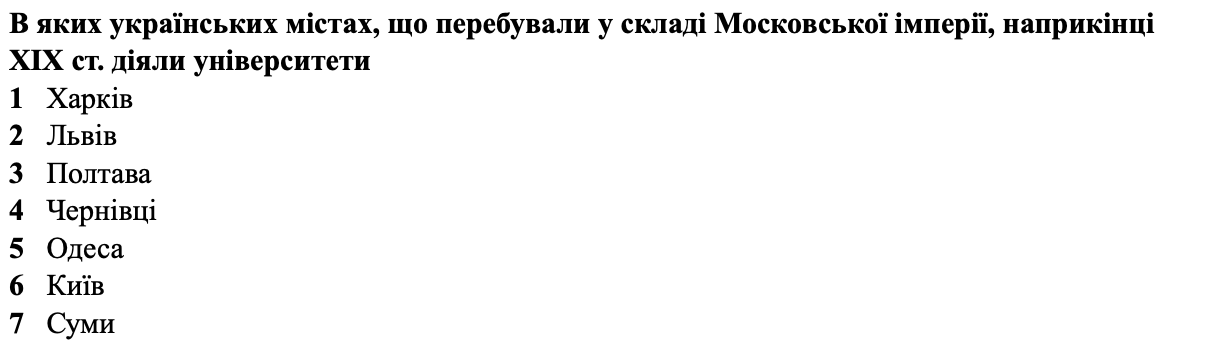 В яких українських містах, що перебували у складі Московської імперії, наприкінці
XIX ст. діяли університети
1 Харків
2 Львів
3 Полтава
4 Чернівці
5 Одеса
6 Київ
7 Суми